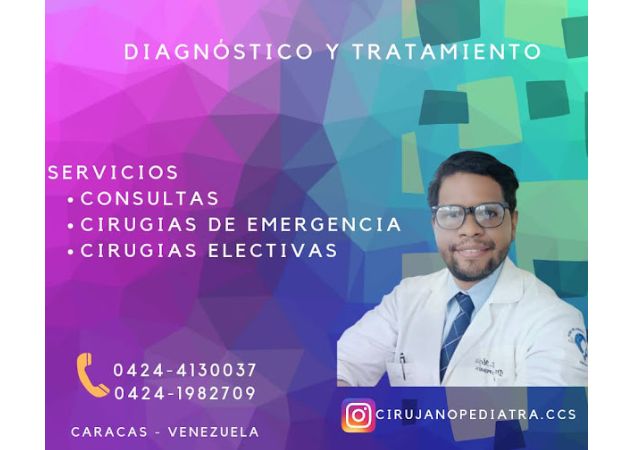 DIAGNÓSTICO Y TRATAMIENTO
SERVICIOS
• CONSULTAS
• CIRUGIAS DE EMERGENCIA
• CIRUGIAS ELECTIVAS
0424-4130037
0424-1982709
CARACAS - VENEZUELA
CIRUJANOPEDIATRA.CCS